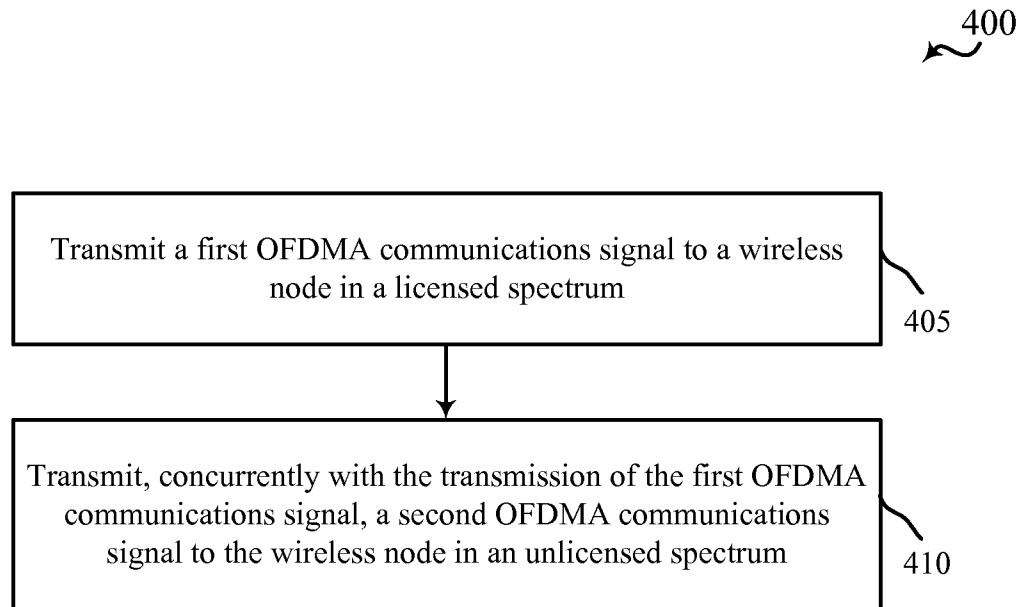 400
Transmit a first OFDMA communications signal to a wireless
node in a licensed spectrum
405
Transmit, concurrently with the transmission of the first OFDMA
communications signal, a second OFDMA communications
signal to the wireless node in an unlicensed spectrum
410